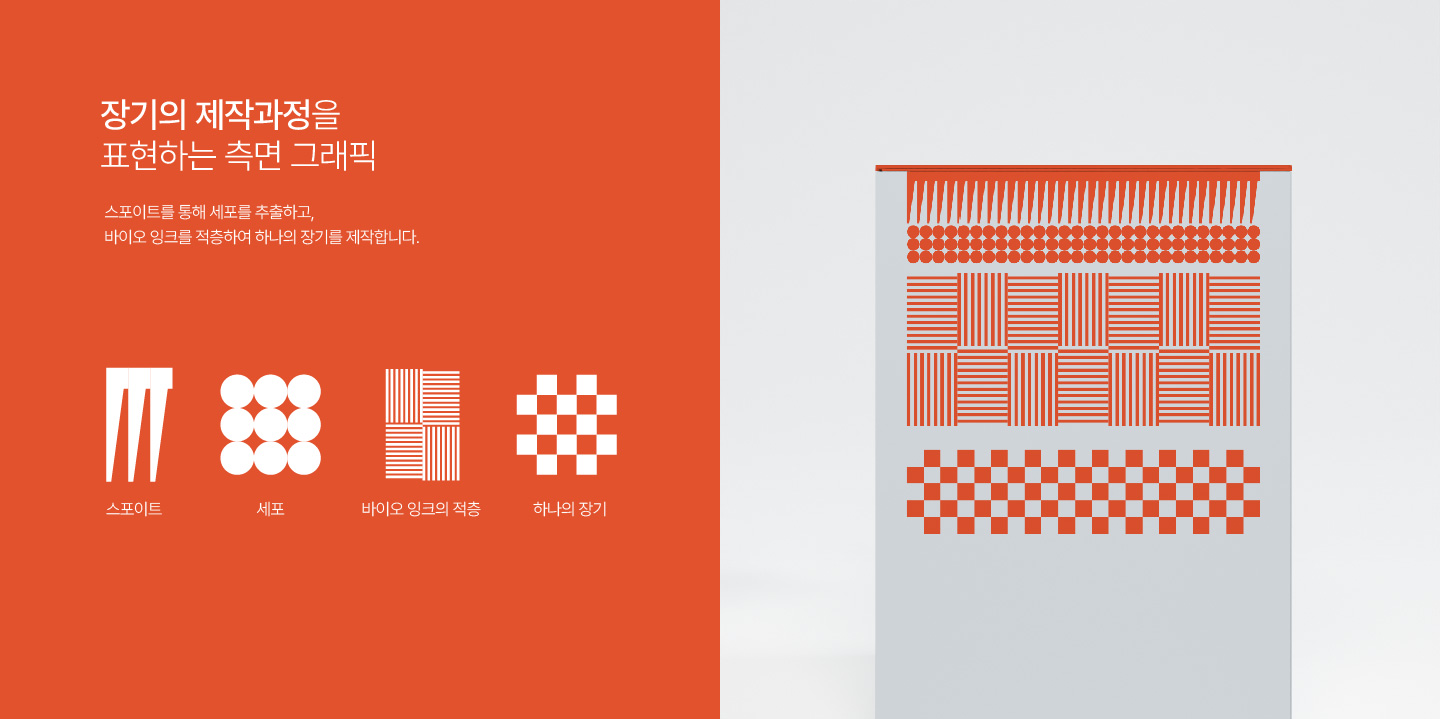 장기의 제작과정을
표현하는 측면 그래픽
스포이트를 통해 세포를 추출하고,
바이오 잉크를 적층하여 하나의 장기를 제작합니다.
스포이트
세포
바이오 잉크의 적층
하나의 장기